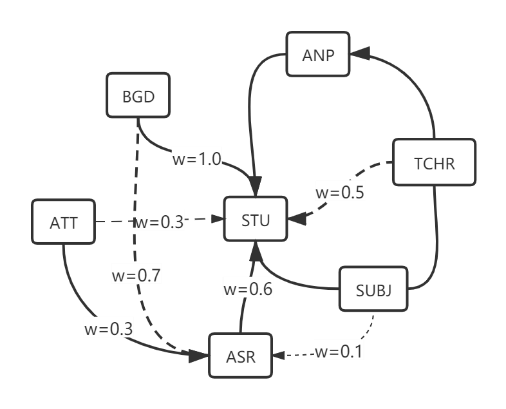 ANP
BGD
TCHR
w=1.0
w=0.5
ATT
w=0.3
STU
w=0.7
w=0.6
SUBJ
w=0.3
ASR
w=0.1